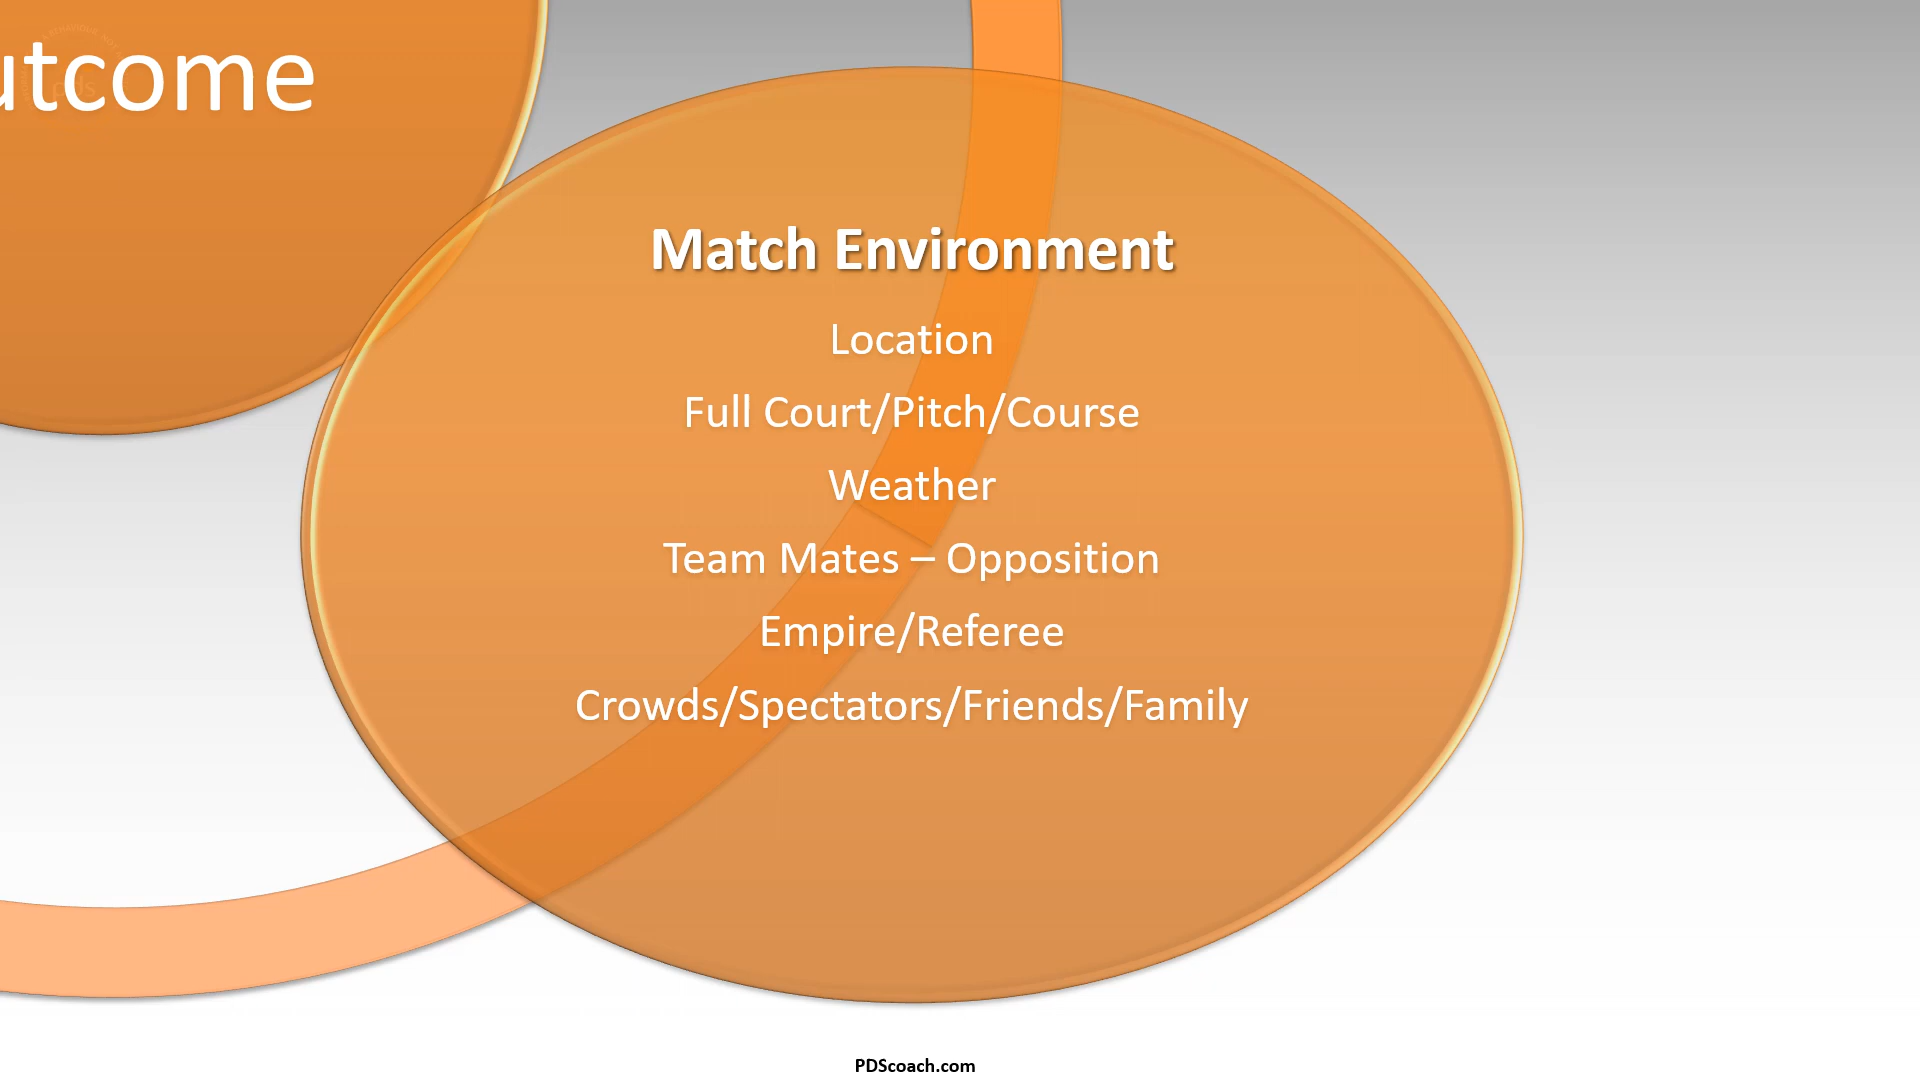 utcome
pds
Match Environment
Location
Full Court/Pitch/Course
Weather
Team Mates – Opposition
Empire/Referee
Crowds/Spectators/Friends/Family
PDScoach.com